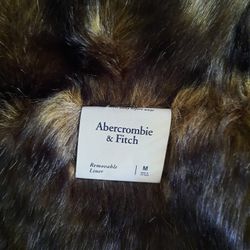 Abercrombie
& Fitch
Removable
Liner
M